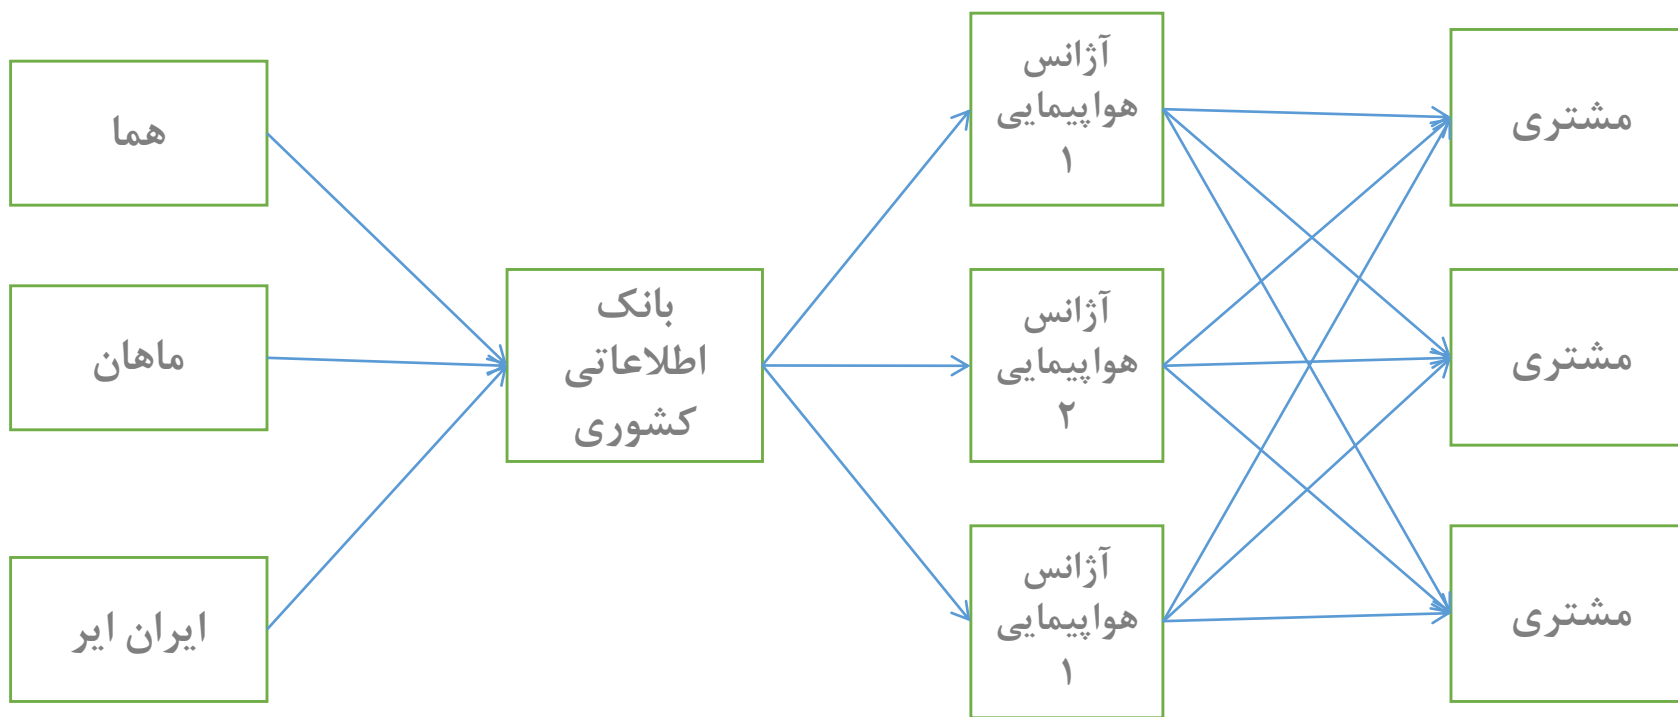 هما
ماهان
ایران ایر
بانک
اطلاعاتی
کشوری
آژانس
هواپیمایی
۱
آژانس
هواپیمایی
۲
آژانس
هواپیمایی
۱
مشتری
مشتری
مشتری